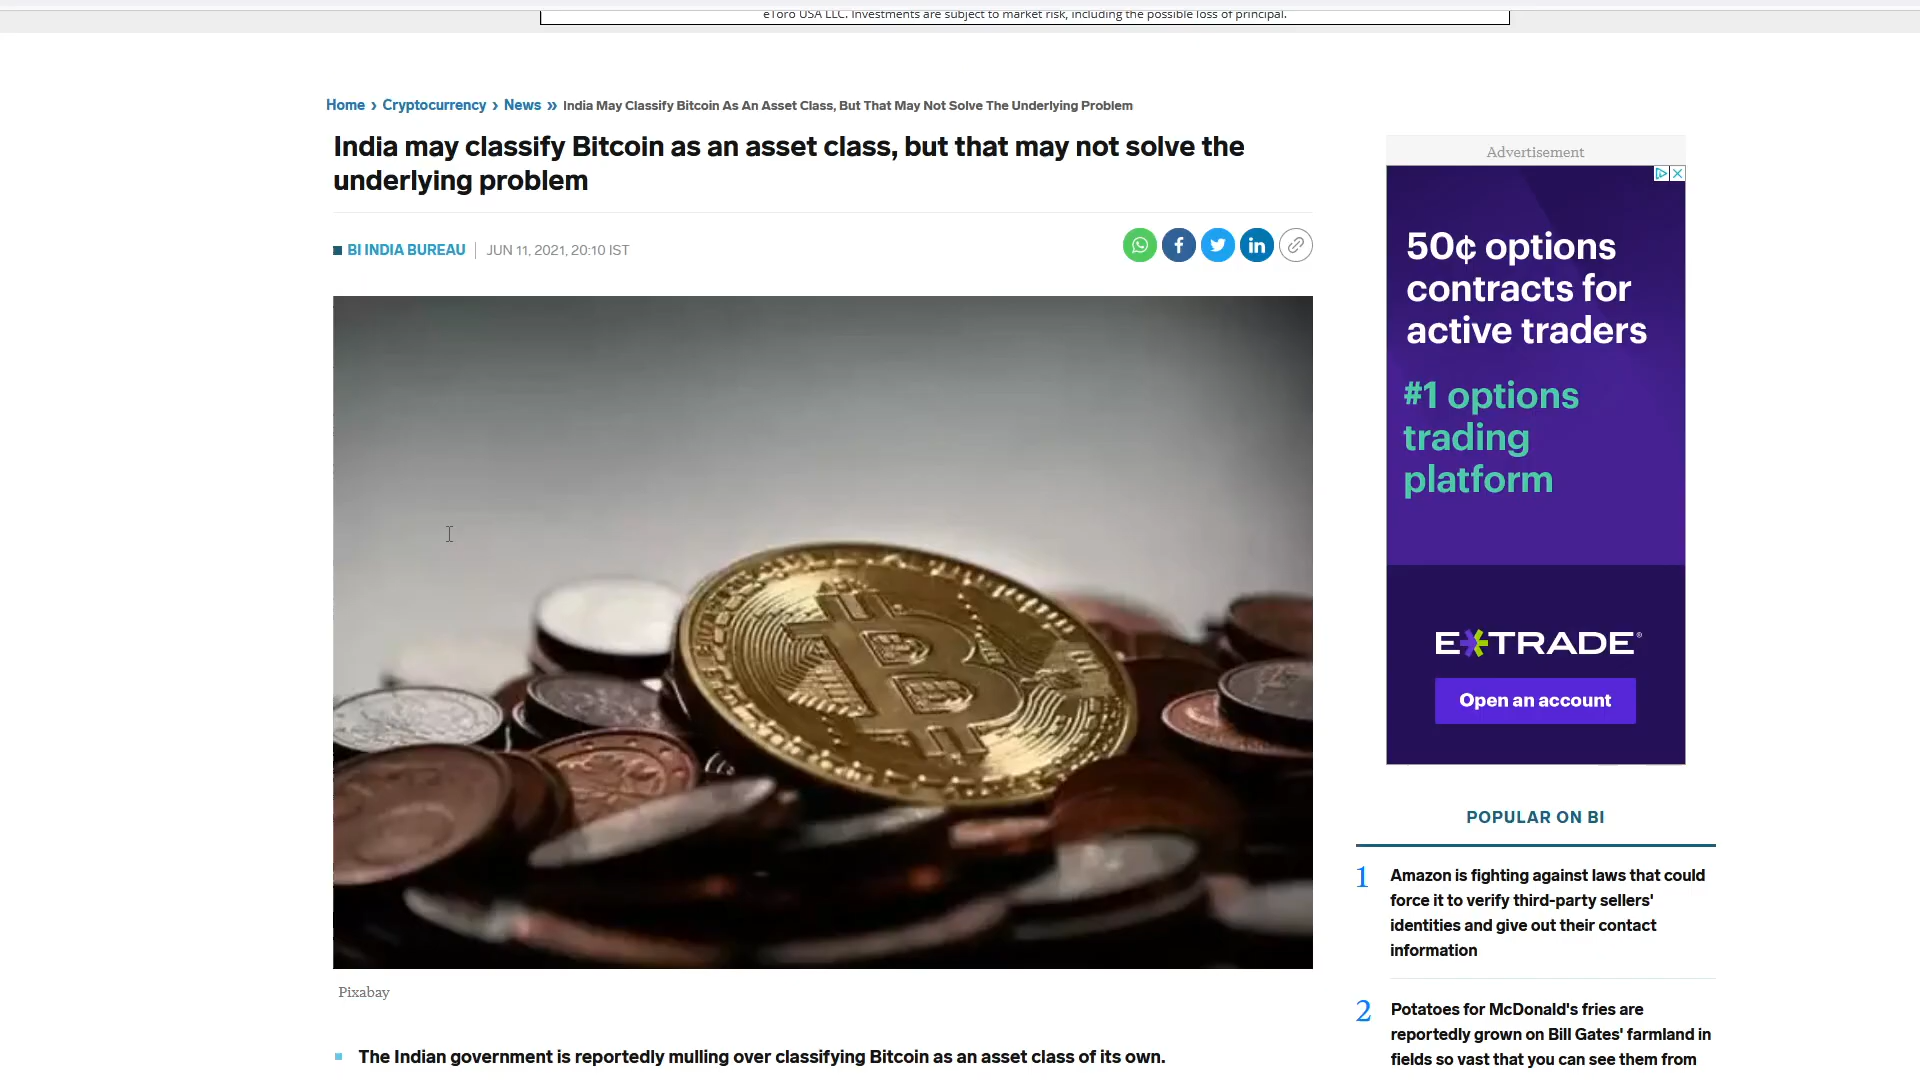 eToro USA LLC. Investments are subject to market risk, including the possible loss of principal.
Home › Cryptocurrency › News » India May Classify Bitcoin As An Asset Class, But That May Not Solve The Underlying Problem
India may classify Bitcoin as an asset class, but that may not solve the
underlying problem
BI INDIA BUREAU | JUN 11, 2021, 20:10 IST
Pixabay
The Indian government is reportedly mulling over classifying Bitcoin as an asset class of its own.
Advertisement
50¢ options
contracts for
active traders
#1 options
trading
platform
E*TRADE®
Open an account
POPULAR ON BI
1 Amazon is fighting against laws that could
force it to verify third-party sellers'
identities and give out their contact
information
2 Potatoes for McDonald's fries are
reportedly grown on Bill Gates' farmland in
fields so vast that you can see them from